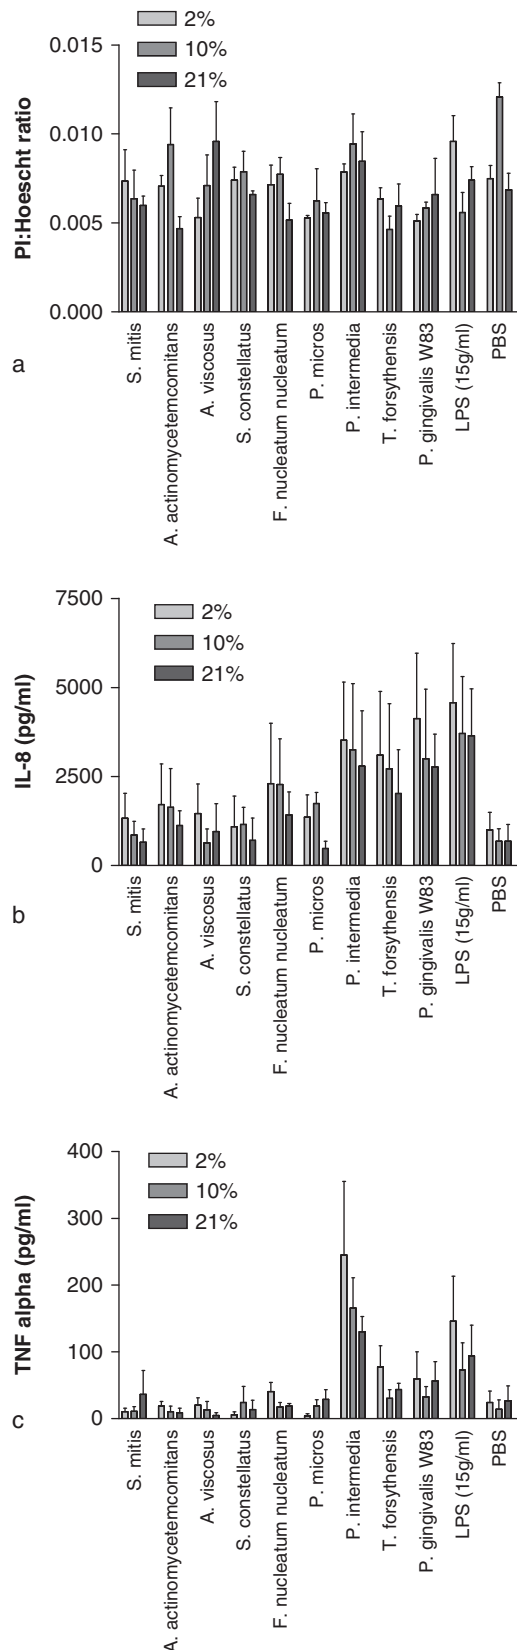 2%
10%
21%
0.015
0.010
0.005
0.000
PI:Hoescht ratio
S. mitis
A. actinomycetemcomitans
A. viscosus
S. constellatus
F. nucleatum nucleatum
P. micros
P. intermedia
T. forsythensis
P. gingivalis W83
LPS (15g/ml)
PBS
a
2%
10%
21%
7500
5000
2500
0
IL-8 (pg/ml)
S. mitis
A. actinomycetemcomitans
A. viscosus
S. constellatus
F. nucleatum nucleatum
P. micros
P. intermedia
T. forsythensis
P. gingivalis W83
LPS (15g/ml)
PBS
b
2%
10%
21%
400
300
200
100
0
TNF alpha (pg/ml)
S. mitis
A. actinomycetemcomitans
A. viscosus
S. constellatus
F. nucleatum nucleatum
P. micros
P. intermedia
T. forsythensis
P. gingivalis W83
LPS (15g/ml)
PBS
c